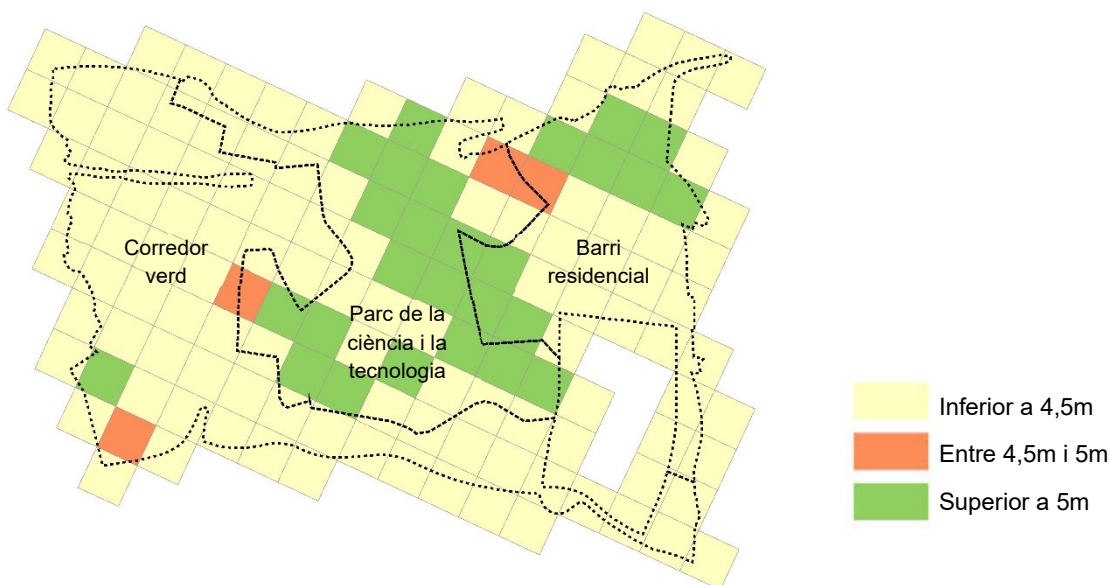 Corredor
verd
Barri
residencial
Parc de la
ciència i la
tecnologia
Inferior a 4,5m
Entre 4,5m i 5m
Superior a 5m